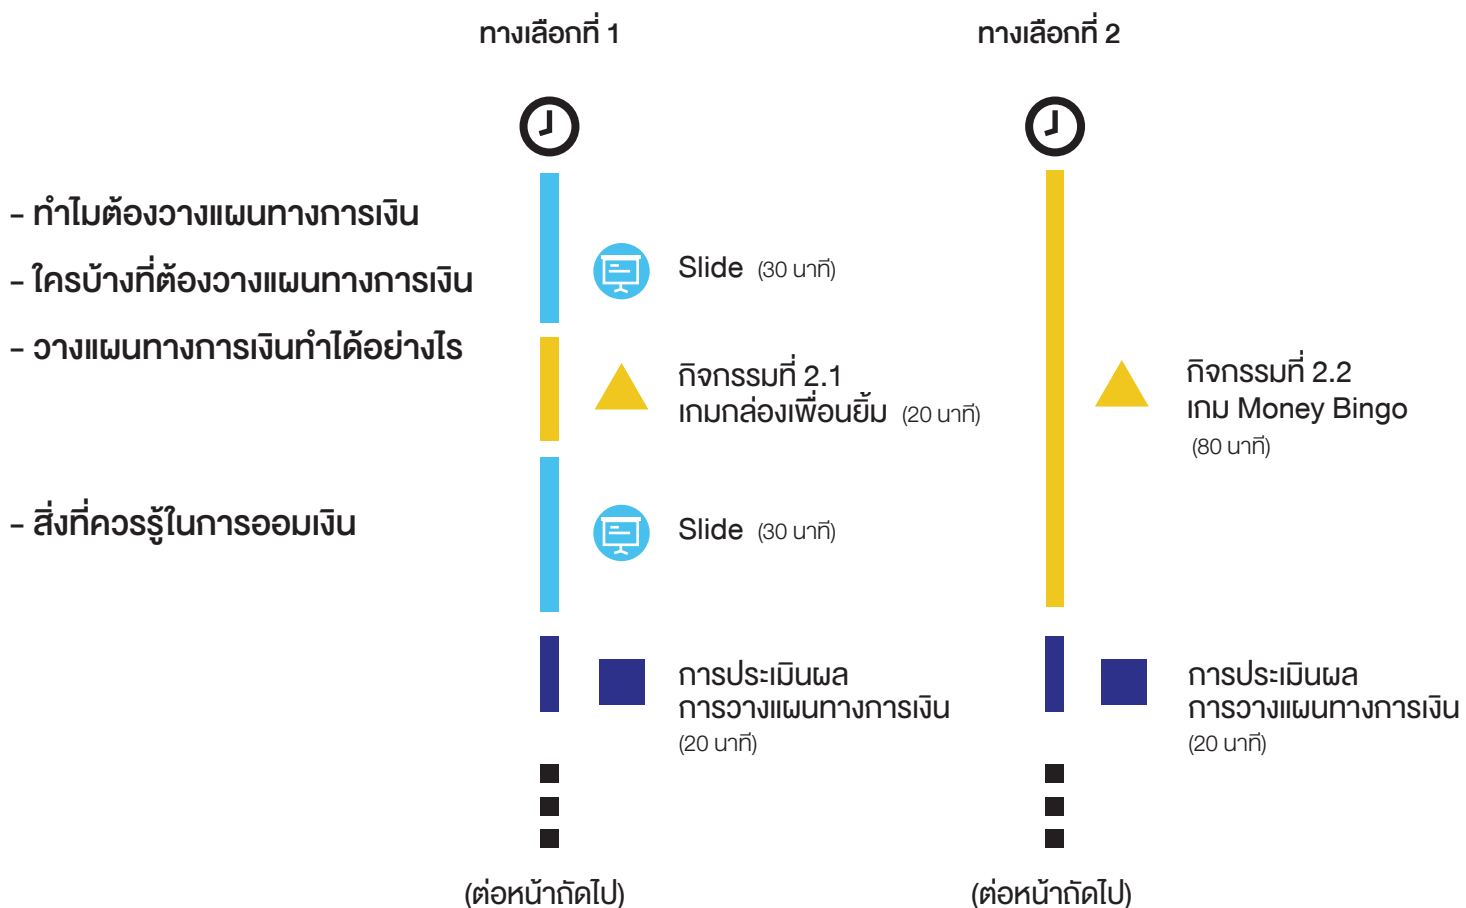 ทางเลือกที่ 1
ทางเลือกที่ 2
- ทำไมต้องวางแผนทางการเงิน
- ใครบ้างที่ต้องวางแผนทางการเงิน
- วางแผนทางการเงินทำได้อย่างไร
- สิ่งที่ควรรู้ในการออมเงิน
Slide (30 นาที)
กิจกรรมที่ 2.1
เกมกล่องเพื่อนยิ้ม (20 นาที)
Slide (30 นาที)
การประเมินผล
การวางแผนทางการเงิน
(20 นาที)
(ต่อหน้าถัดไป)
กิจกรรมที่ 2.2
เกม Money Bingo
(80 นาที)
การประเมินผล
การวางแผนทางการเงิน
(20 นาที)
(ต่อหน้าถัดไป)